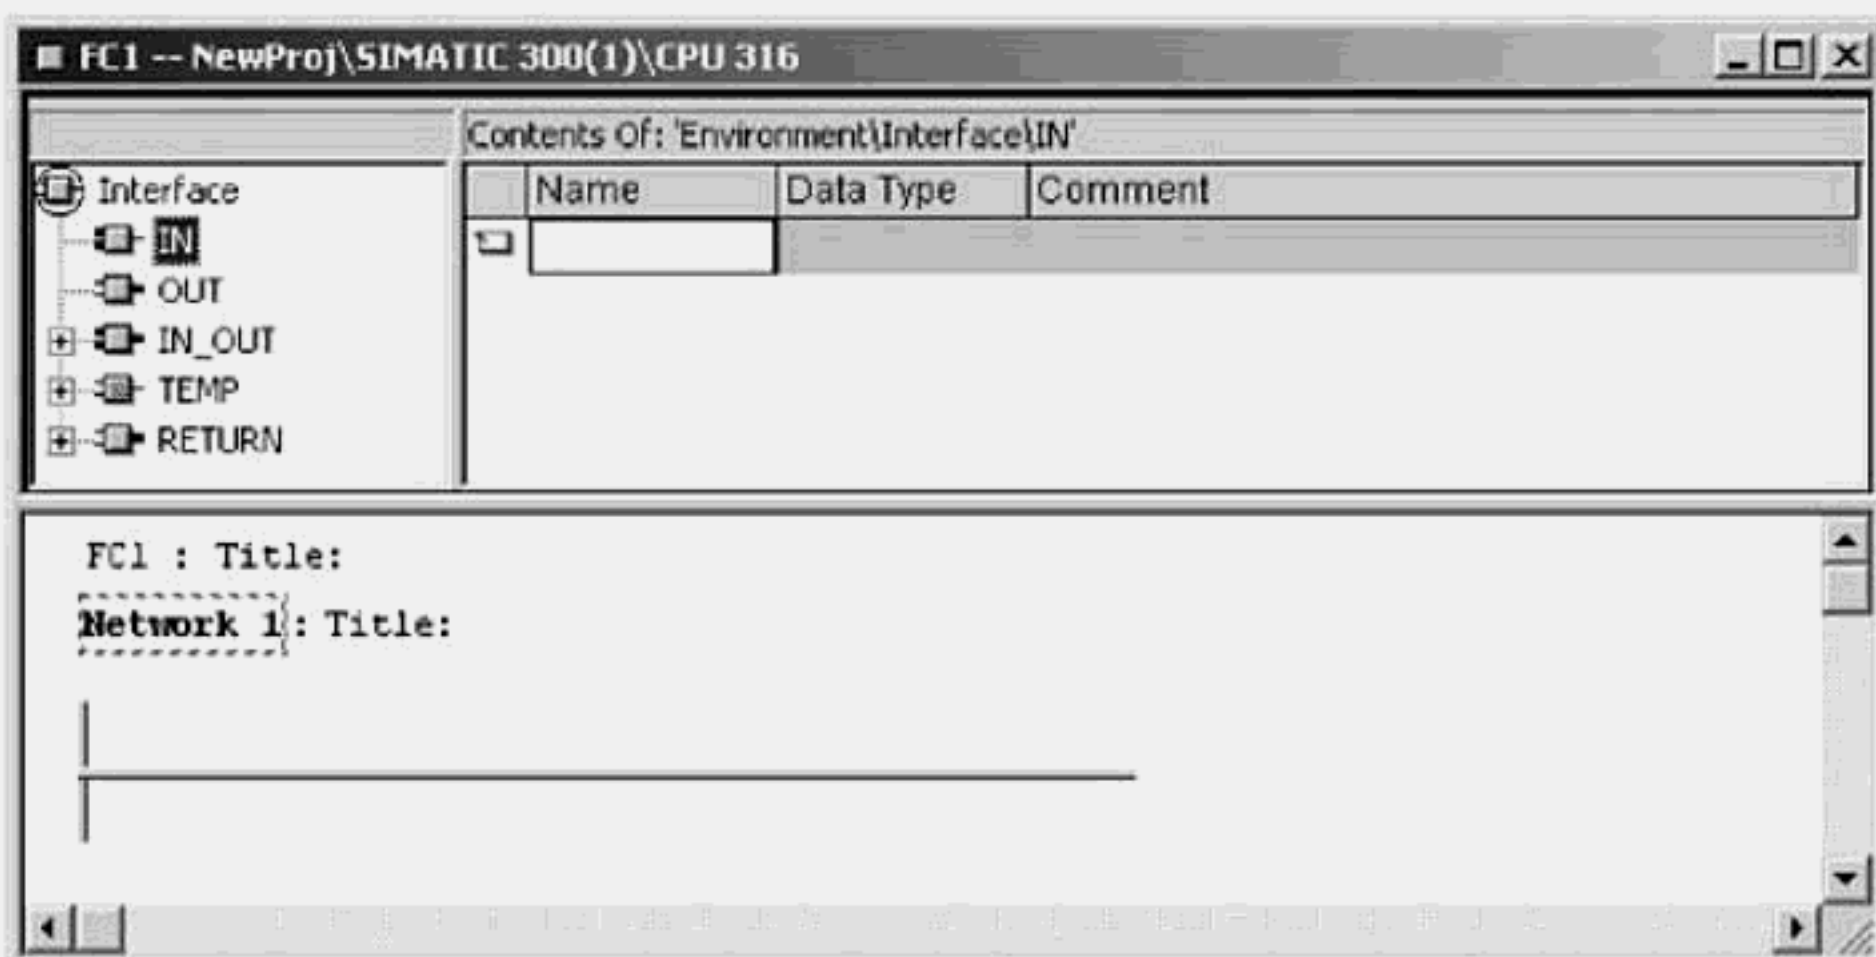 FC1 -- NewProj\SIMATIC 300(1)\CPU 316
Contents Of: 'Environment\Interface\IN'
Name Data Type Comment
Interface
IN
OUT
IN_OUT
TEMP
RETURN
FC1 : Title:
Network 1: Title: